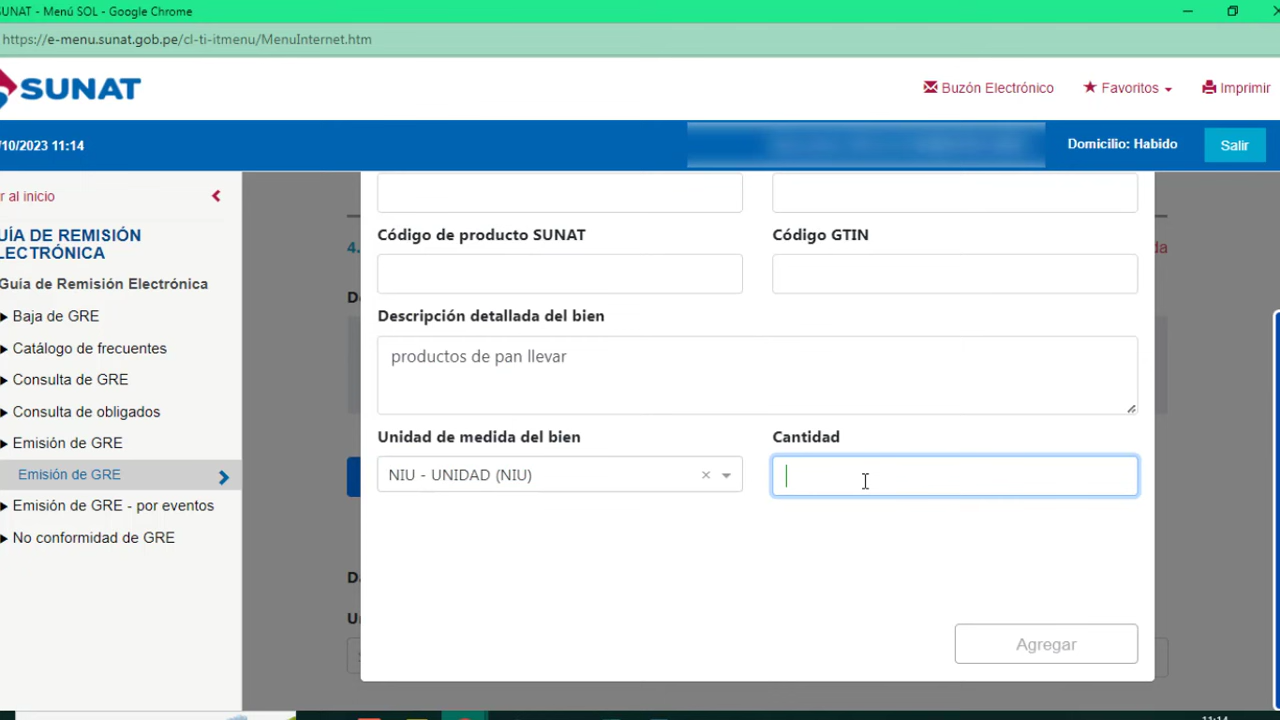 SUNAT - Menú SOL - Google Chrome
https://e-menu.sunat.gob.pe/cl-ti-itmenu/MenuInternet.htm
SUNAT
Buzón Electrónico
Favoritos
Imprimir
/10/2023 11:14
Domicilio: Habido
Salir
r al inicio
UÍA DE REMISIÓN
LECTRÓNICA
Guía de Remisión Electrónica
Baja de GRE
Catálogo de frecuentes
Consulta de GRE
Consulta de obligados
Emisión de GRE
Emisión de GRE
Emisión de GRE - por eventos
No conformidad de GRE
4.
da
Código de producto SUNAT
Código GTIN
Descripción detallada del bien
productos de pan llevar
Unidad de medida del bien
Cantidad
NIU - UNIDAD (NIU)
Agregar